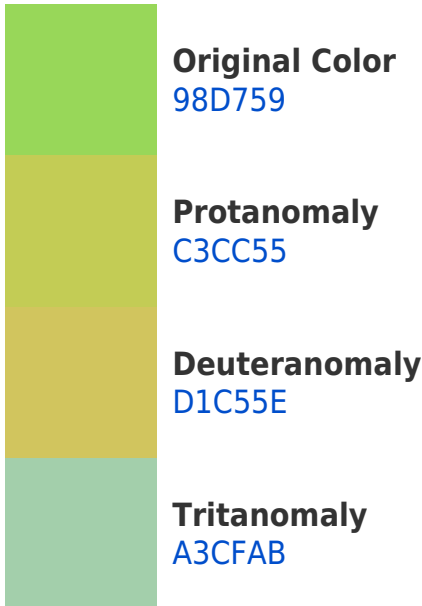 Original Color
98D759
Protanomaly
C3CC55
Deuteranomaly
D1C55E
Tritanomaly
A3CFAB